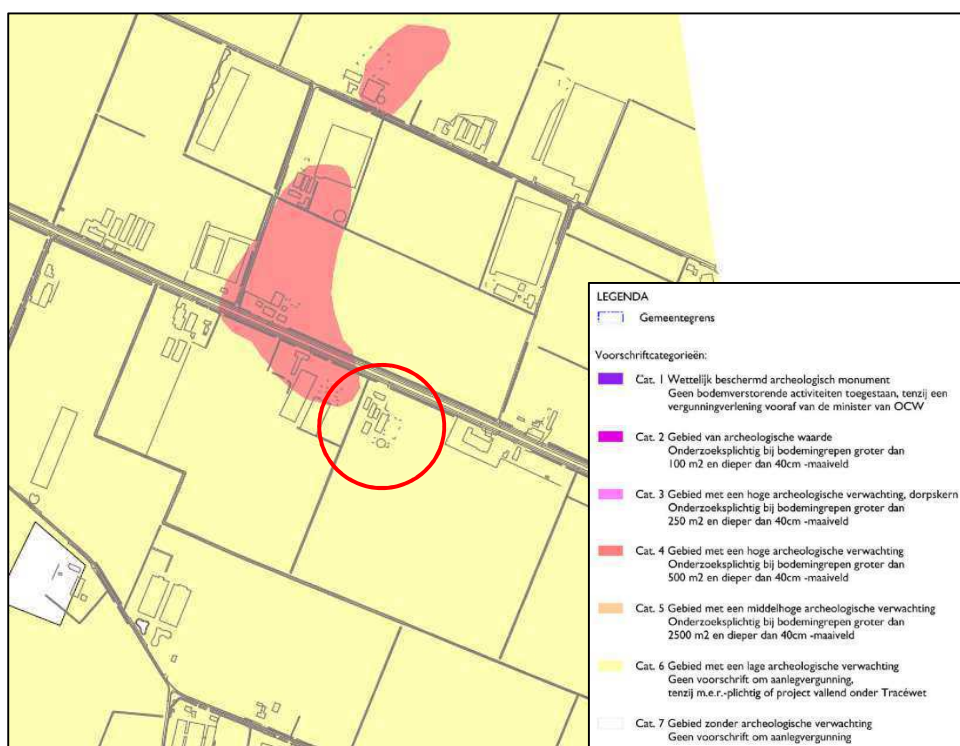 LEGENDA
Gemeentegrens
Voorschriftcategorieën:
Cat. 1 Wettelijk beschermd archeologisch monument
Geen bodemverstorende activiteiten toegestaan, tenzij een
vergunningverlening vooraf van de minister van OCW
Cat. 2 Gebied van archeologische waarde
Onderzoeksplichtig bij bodemingrepen groter dan
100 m2 en dieper dan 40cm -maaiveld
Cat. 3 Gebied met een hoge archeologische verwachting, dorpskern
Onderzoeksplichtig bij bodemingrepen groter dan
250 m2 en dieper dan 40cm -maaiveld
Cat. 4 Gebied met een hoge archeologische verwachting
Onderzoeksplichtig bij bodemingrepen groter dan
500 m2 en dieper dan 40cm -maaiveld
Cat. 5 Gebied met een middelhoge archeologische verwachting
Onderzoeksplichtig bij bodemingrepen groter dan
2500 m2 en dieper dan 40cm -maaiveld
Cat. 6 Gebied met een lage archeologische verwachting
Geen voorschrift om aanlegvergunning,
tenzij m.e.r.-plichtig of project vallend onder Tracéwet
Cat. 7 Gebied zonder archeologische verwachting
Geen voorschrift om aanlegvergunning